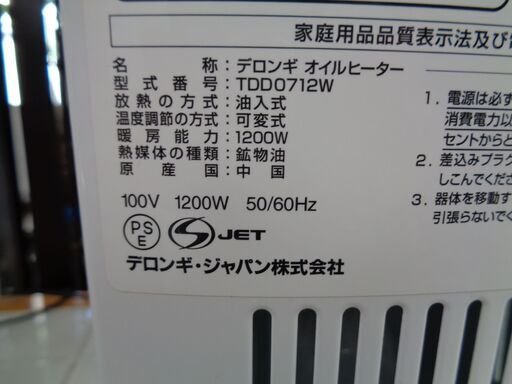 家庭用品品質表示法及び
名称：デロンギ オイルヒーター
型式番号：TDD0712W
放熱の方式：油入式
温度調節の方式：可変式
暖房能力：1200W
熱媒体の種類：鉱物油
原産国：中国
100V 1200W 50/60Hz
PS
E
S JET
デロンギ・ジャパン株式会社
1. 電源は必ず
消費電力以
セントからと
2. 差込みプラク
しこんでくださ
3. 器体を移動す
引張らないでく